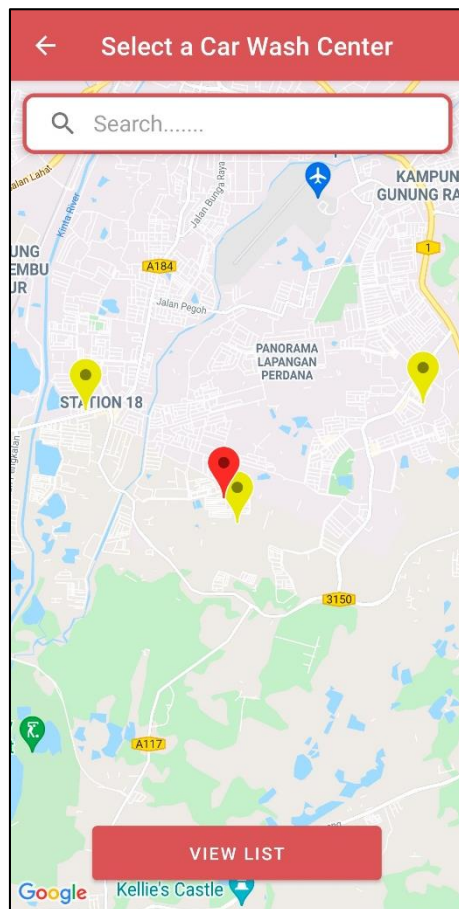 Select a Car Wash Center
Search.......
Jalan Lahat
Jalan Bunga Raya
KAMPUN
GUNUNG RA
Kinta River
1
UNG
EMBU
UR
A184
Jalan Pegoh
PANORAMA
LAPANGAN
PERDANA
STATION 18
3150
A117
VIEW LIST
Google
Kellie's Castle